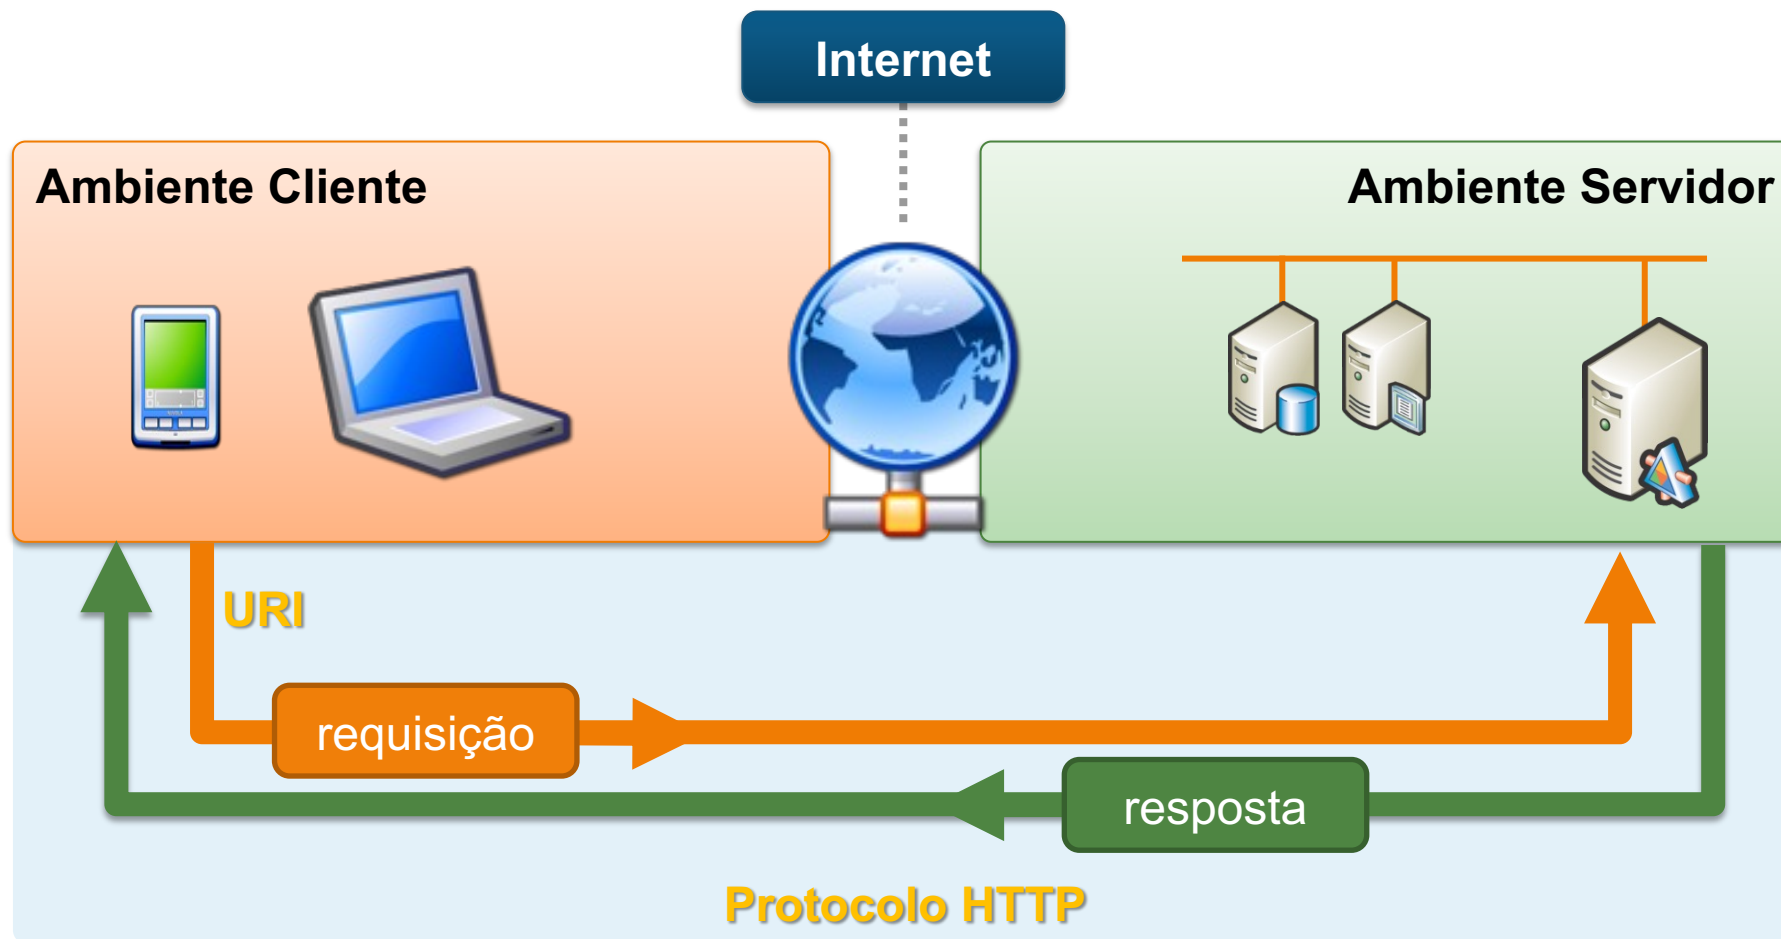 Internet
Ambiente Cliente
Ambiente Servidor
URI
requisição
resposta
Protocolo HTTP